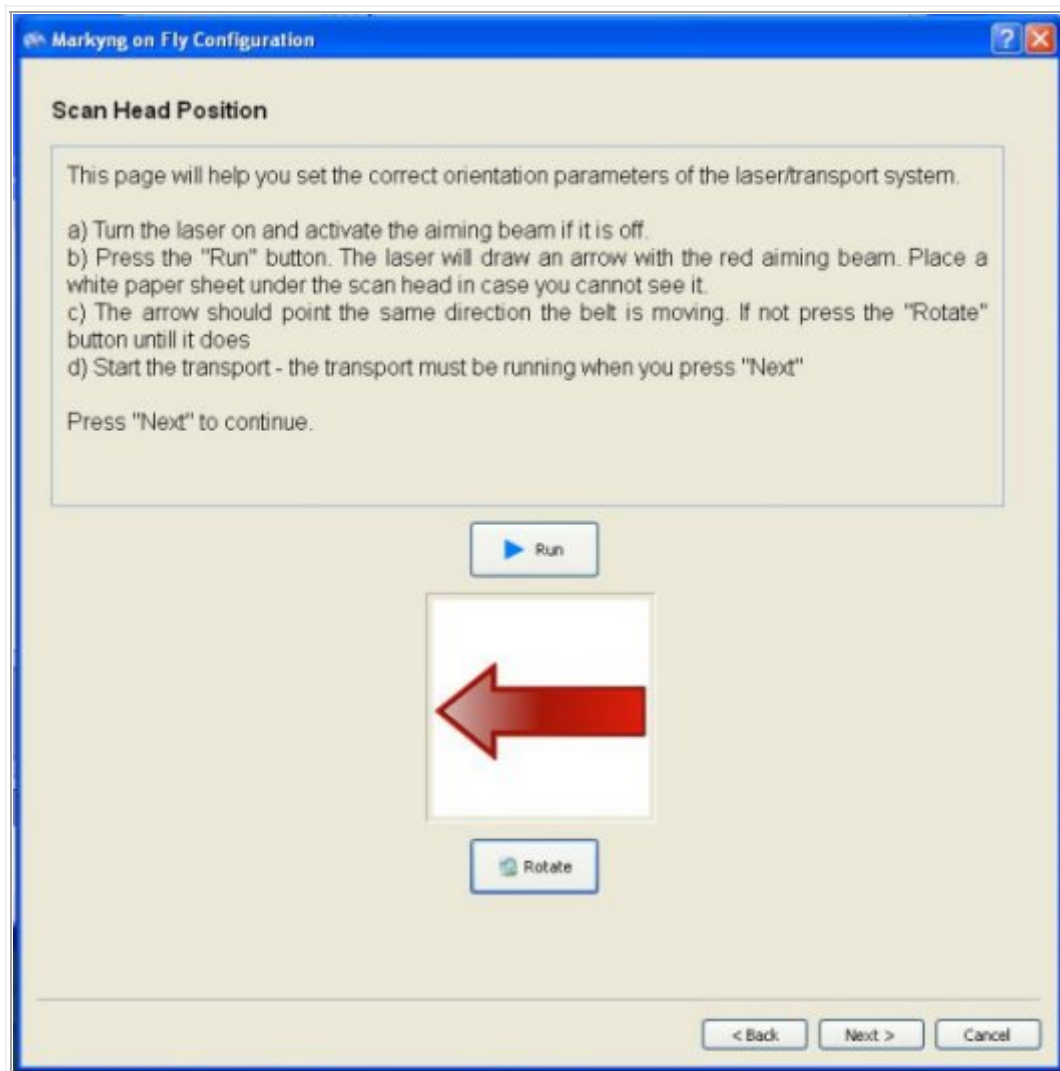 Markyng on Fly Configuration
Scan Head Position
This page will help you set the correct orientation parameters of the laser/transport system.
a) Turn the laser on and activate the aiming beam if it is off.
b) Press the "Run" button. The laser will draw an arrow with the red aiming beam. Place a
white paper sheet under the scan head in case you cannot see it.
c) The arrow should point the same direction the belt is moving. If not press the "Rotate"
button untill it does
d) Start the transport - the transport must be running when you press "Next"
Press "Next" to continue.
Run
Rotate
< Back Next > Cancel